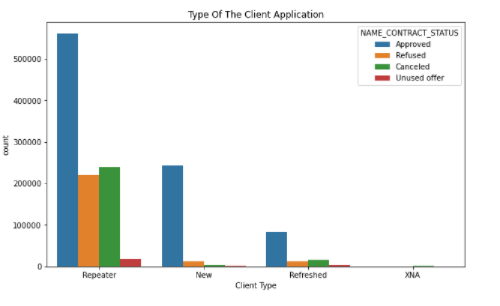 Type Of The Client Application
NAME_CONTRACT_STATUS
Approved
Refused
Canceled
Unused offer
500000
400000
300000
200000
100000
0
count
Repeater New Refreshed XNA
Client Type